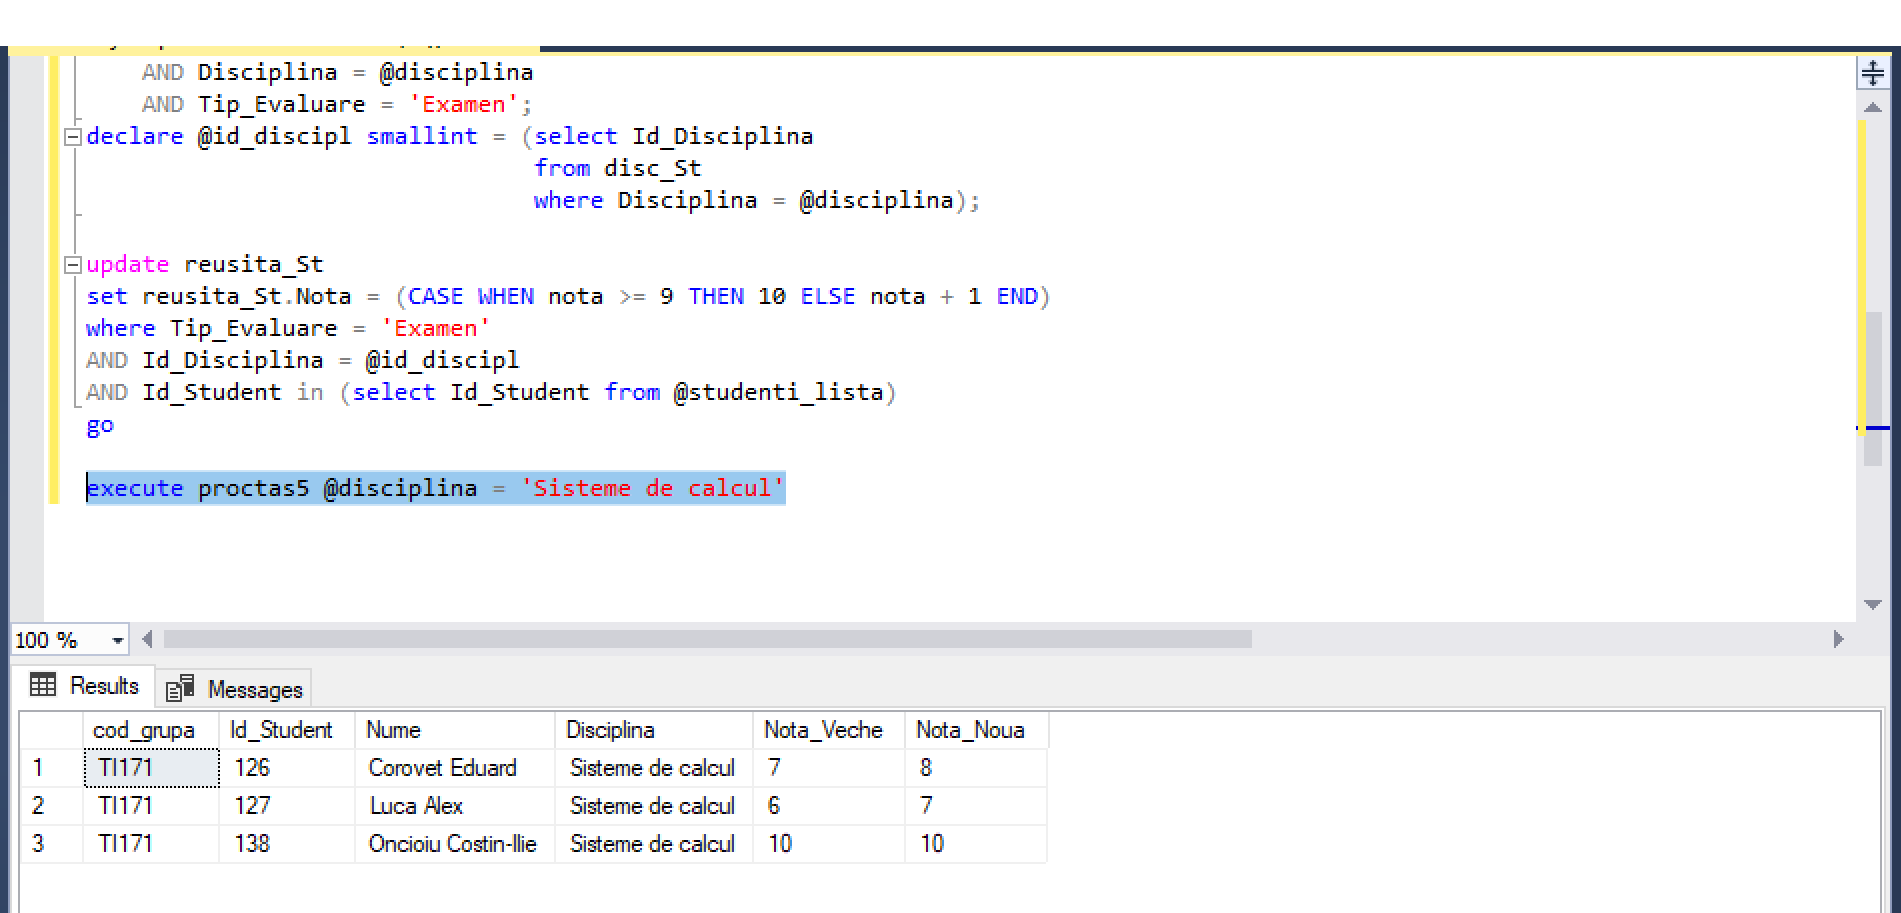 AND Disciplina = @disciplina
AND Tip_Evaluare = 'Examen';
declare @id_discipl smallint = (select Id_Disciplina
from disc_St
where Disciplina = @disciplina);
update reusita_St
set reusita_St.Nota = (CASE WHEN nota >= 9 THEN 10 ELSE nota + 1 END)
where Tip_Evaluare = 'Examen'
AND Id_Disciplina = @id_discipl
AND Id_Student in (select Id_Student from @studenti_lista)
go
execute proctas5 @disciplina = 'Sisteme de calcul'
100 %
Results Messages
cod_grupa Id_Student Nume Disciplina Nota_Veche Nota_Noua
1 TI171 126 Corovet Eduard Sisteme de calcul 7 8
2 TI171 127 Luca Alex Sisteme de calcul 6 7
3 TI171 138 Oncioiu Costin-Ilie Sisteme de calcul 10 10